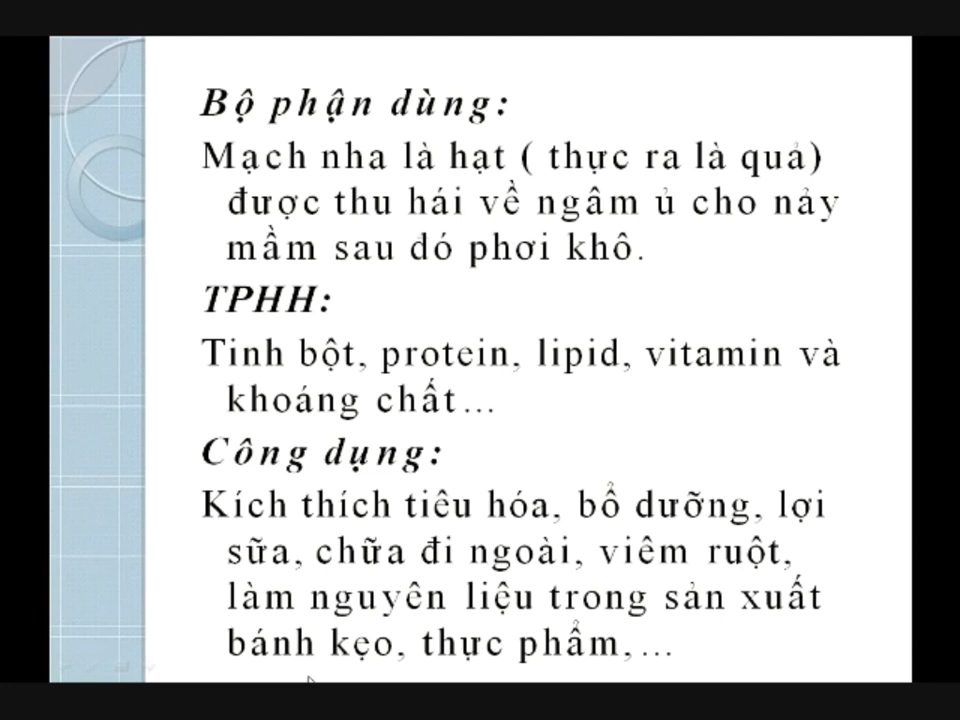 Bộ phận dùng:
Mạch nha là hạt ( thực ra là quả)
được thu hái về ngâm ủ cho nảy
mầm sau đó phơi khô.
TPHH:
Tinh bột, protein, lipid, vitamin và
khoáng chất...
Công dụng:
Kích thích tiêu hóa, bổ dưỡng, lợi
sữa, chữa đi ngoài, viêm ruột,
làm nguyên liệu trong sản xuất
bánh kẹo, thực phẩm,...